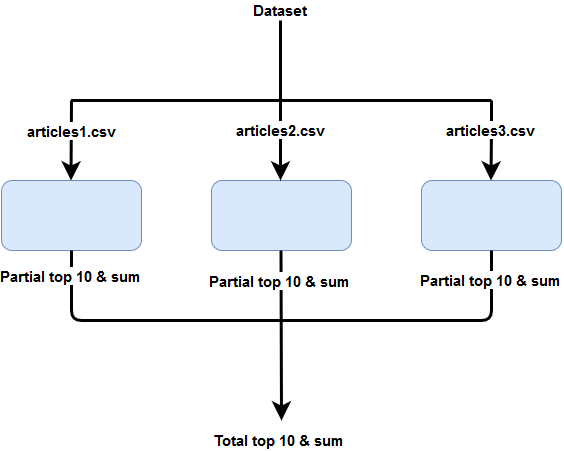 Dataset
articles1.csv
articles2.csv
articles3.csv
Partial top 10 & sum
Partial top 10 & sum
Partial top 10 & sum
Total top 10 & sum